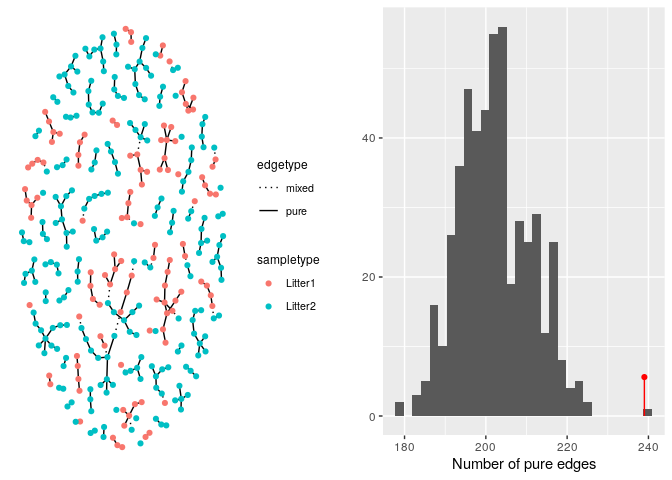 edgetype
mixed
pure
sampletype
Litter1
Litter2
40
20
0
180 200 220 240
Number of pure edges